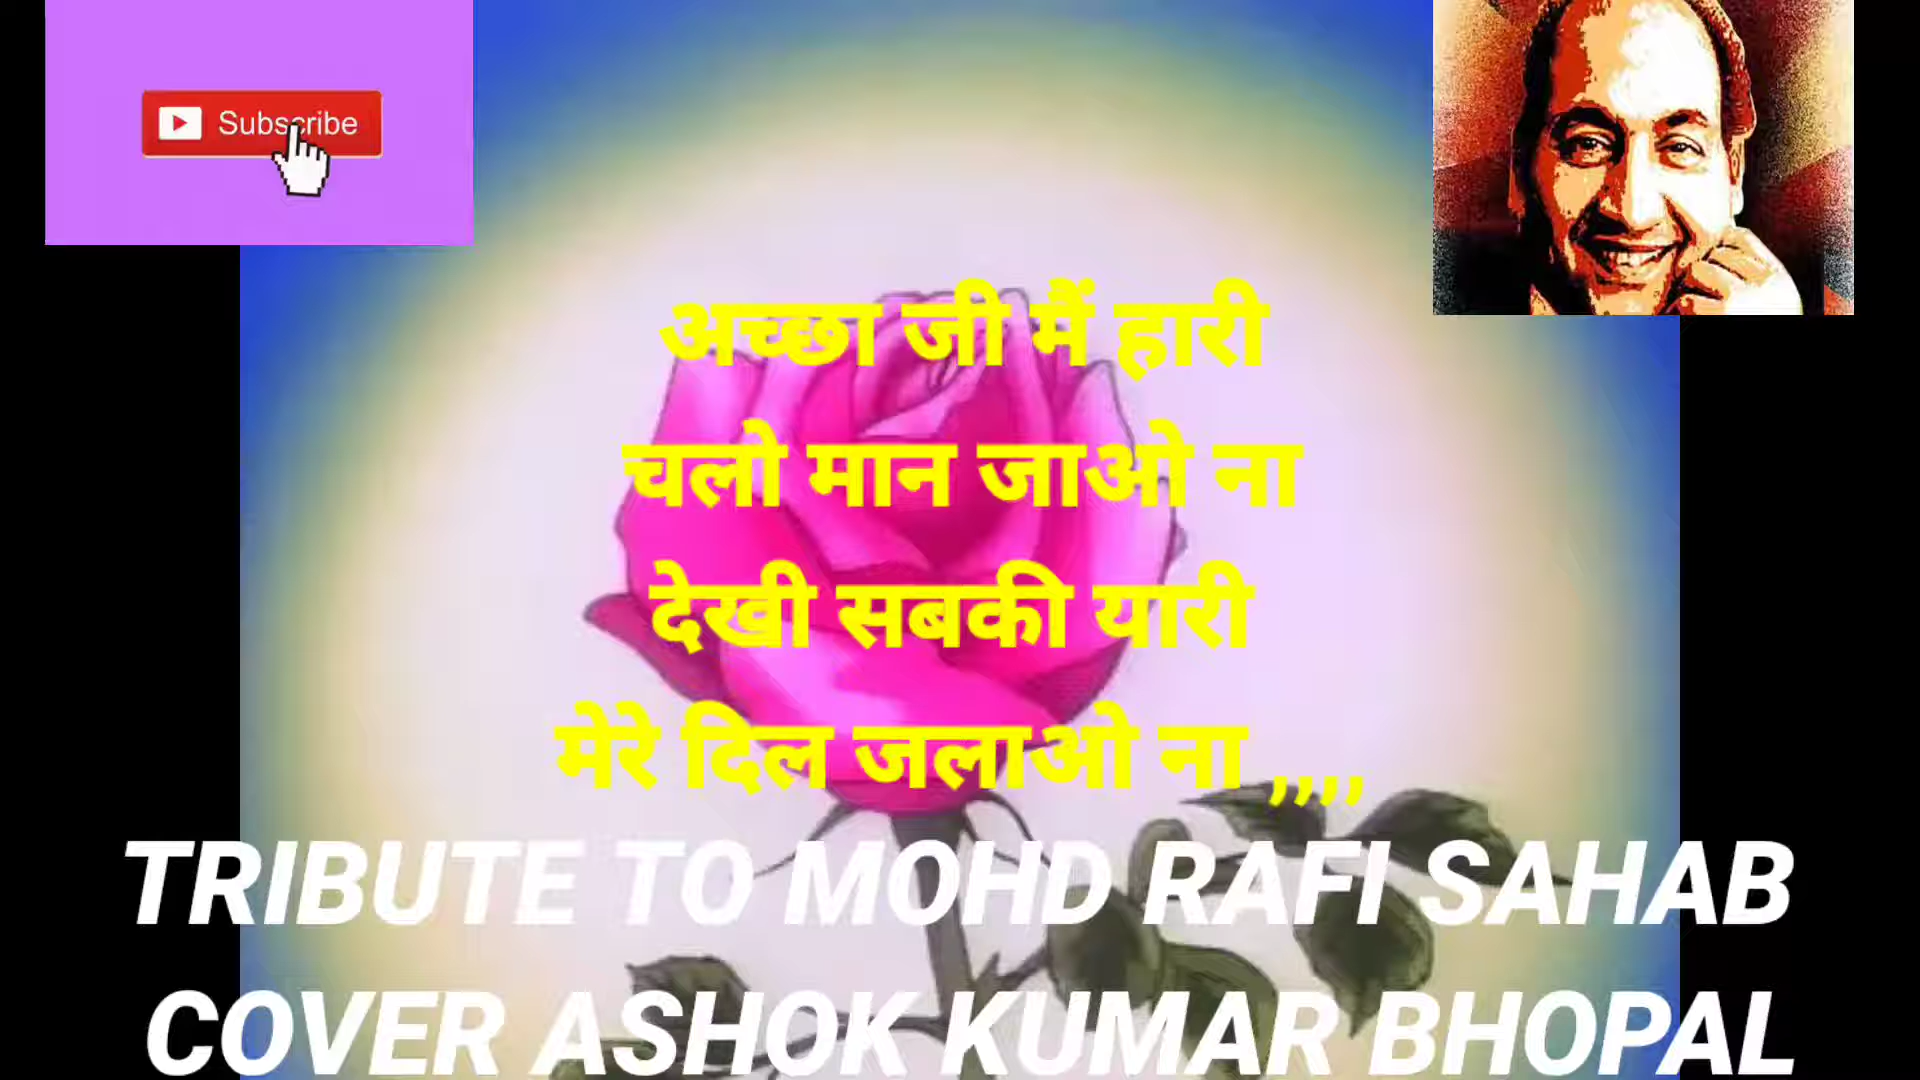 Subscribe
अच्छा जी मैं हारी
चलो मान जाओ ना
देखी सबकी यारी
मेरे दिल जलाओ ना ,,,,
TRIBUTE TO MOHD RAFI SAHAB
COVER ASHOK KUMAR BHOPAL